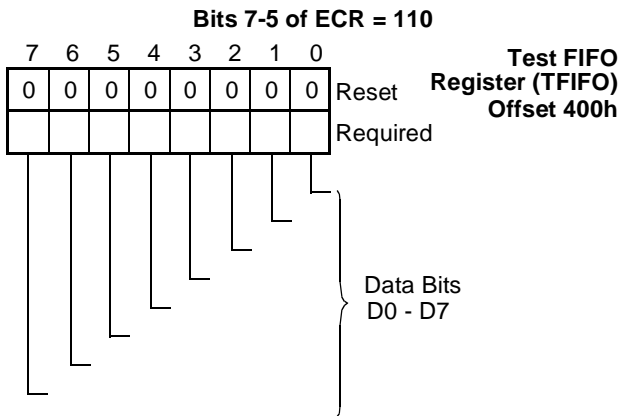 Bits 7-5 of ECR = 110
7 6 5 4 3 2 1 0
Test FIFO
Register (TFIFO)
Offset 400h
0 0 0 0 0 0 0 0 Reset
Required
Data Bits
D0 - D7